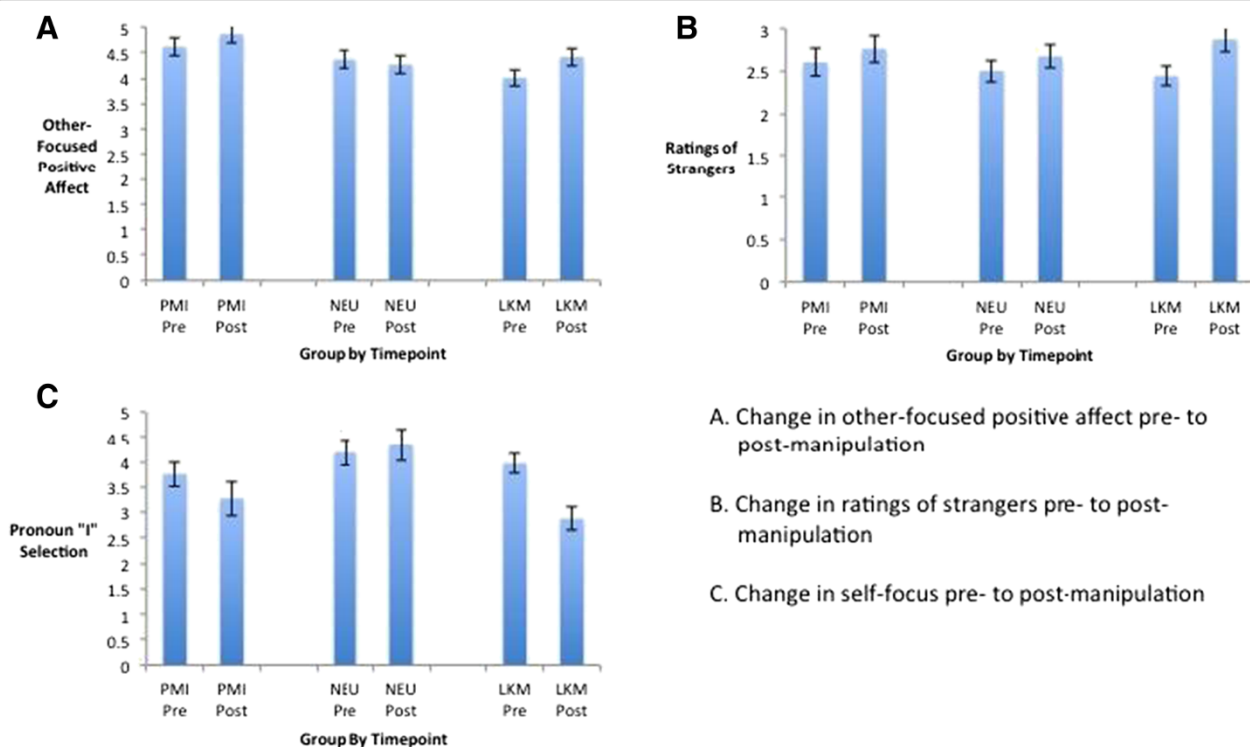 A
5
4.5
4
3.5
3
2.5
2
1.5
1
0.5
0
Other-
Focused
Positive
Affect
PMI PMI NEU NEU LKM LKM
Pre Post Pre Post Pre Post
Group by Timepoint
B
3
2.5
2
1.5
1
0.5
0
Ratings of
Strangers
PMI PMI NEU NEU LKM LKM
Pre Post Pre Post Pre Post
Group by Timepoint
C
5
4 5
4
3.5
3
2.5
2
1.5
1
0.5
0
Pronoun "I"
Selection
PMI PMI NEU NEU LKM LKM
Pre Post Pre Post Pre Post
Group By Timepoint
A. Change in other-focused positive affect pre- to
post-manipulation
B. Change in ratings of strangers pre- to post-
manipulation
C. Change in self-focus pre- to post-manipulation